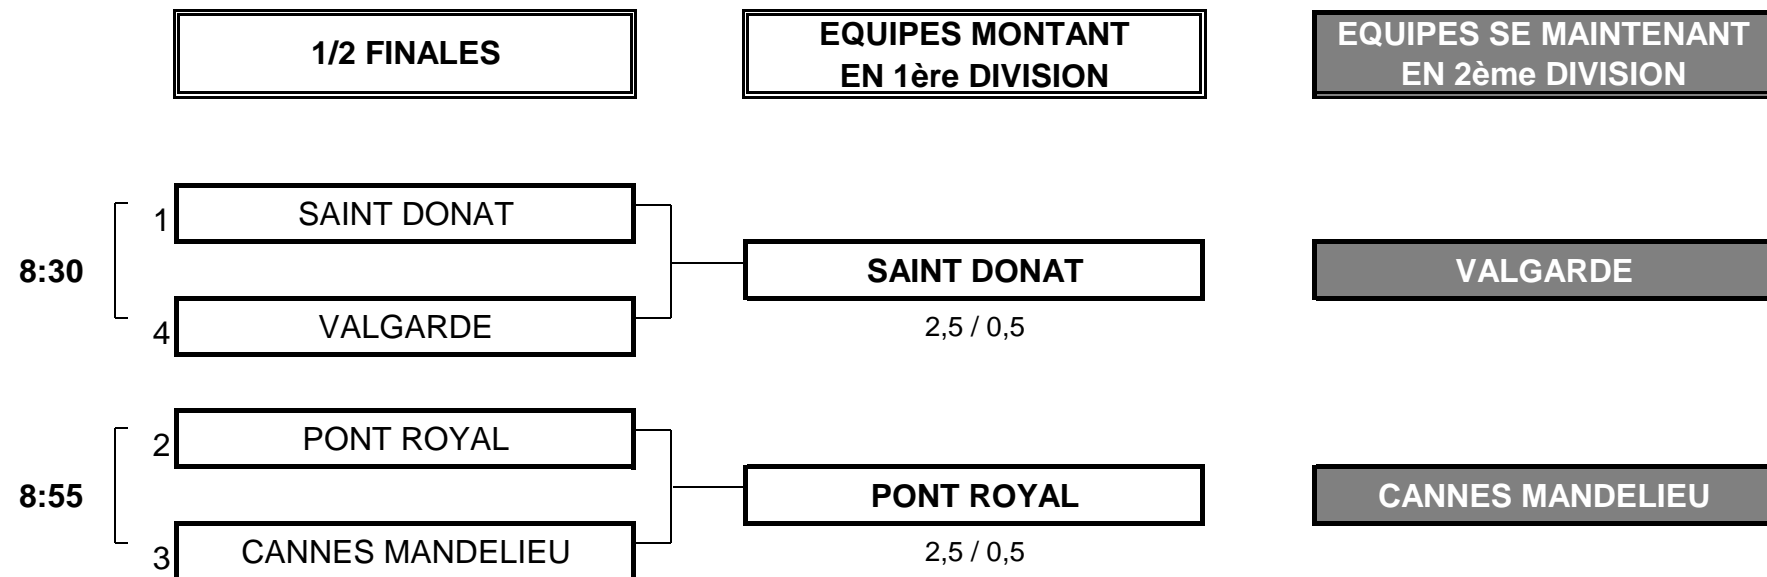 1/2 FINALES
EQUIPES MONTANT
EN 1ère DIVISION
EQUIPES SE MAINTENANT
EN 2ème DIVISION
1 SAINT DONAT
8:30
SAINT DONAT
VALGARDE
4 VALGARDE
2,5 / 0,5
2 PONT ROYAL
8:55
PONT ROYAL
CANNES MANDELIEU
3 CANNES MANDELIEU
2,5 / 0,5